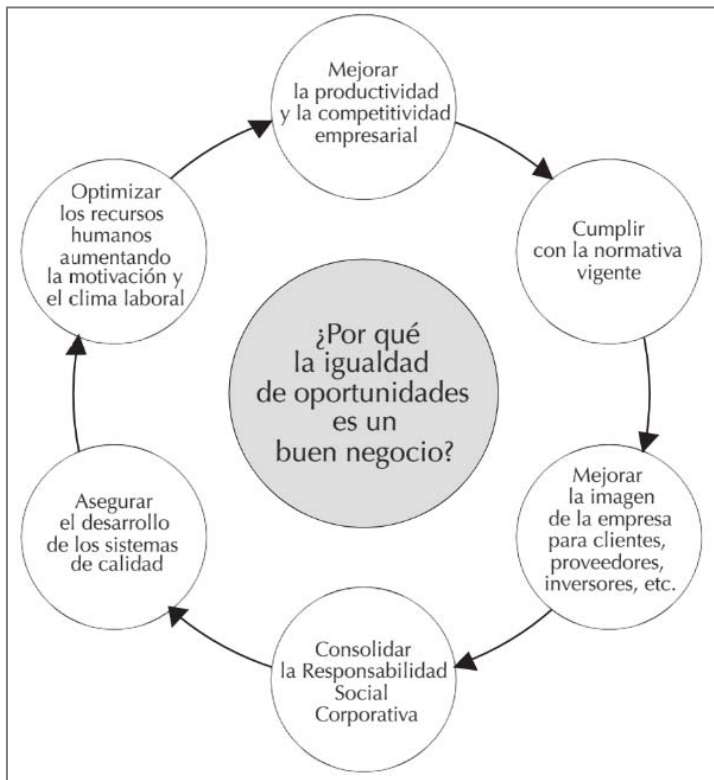 Mejorar
la productividad
y la competitividad
empresarial
Cumplir
con la normativa
vigente
Mejorar
la imagen
de la empresa
para clientes,
proveedores,
inversores, etc.
Consolidar
la Responsabilidad
Social
Corporativa
Asegurar
el desarrollo
de los sistemas
de calidad
Optimizar
los recursos
humanos
aumentando
la motivación y
el clima laboral
¿Por qué
la igualdad
de oportunidades
es un
buen negocio?